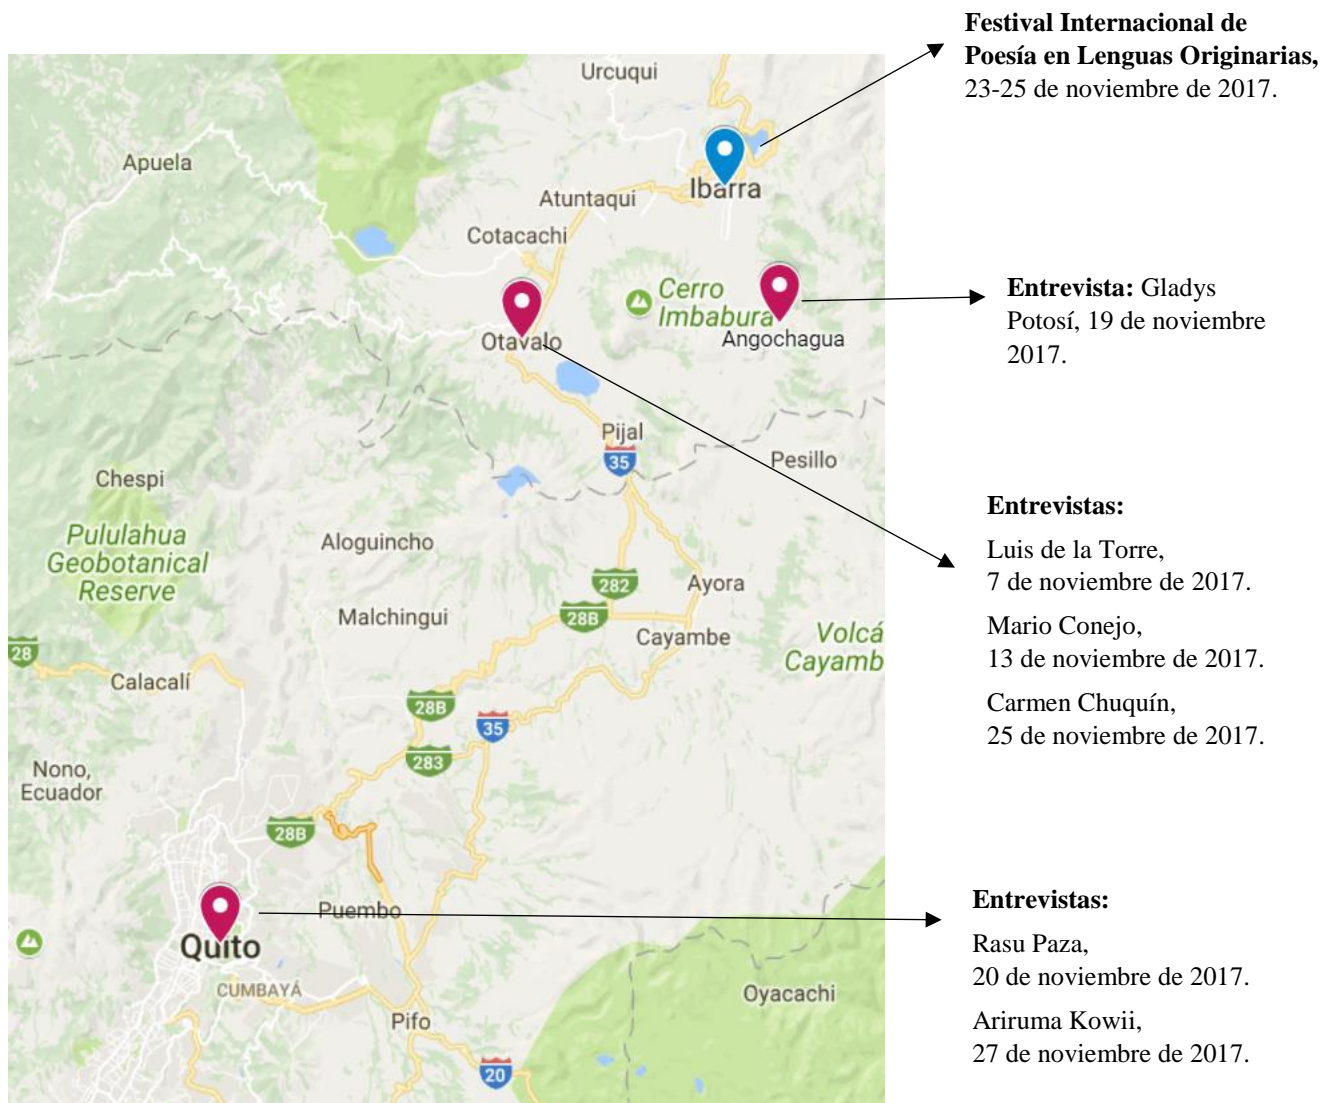 Festival Internacional de
Poesía en Lenguas Originarias,
23-25 de noviembre de 2017.
Urcuqui
Apuela
Ibarra
Atuntaqui
Cotacachi
Cerro
Imbabura
Otavalo
Angochagua
Entrevista: Gladys
Potosí, 19 de noviembre
2017.
Pijal
35
Pesillo
Chespi
Pululahua
Geobotanical
Reserve
Aloguincho
Entrevistas:
Luis de la Torre,
7 de noviembre de 2017.
Mario Conejo,
13 de noviembre de 2017.
Carmen Chuquín,
25 de noviembre de 2017.
282
Ayora
Malchingui
28B
Cayambe
Volcá
Cayamb
28
Calacalí
28B
35
283
Nono,
Ecuador
28B
Puembo
Quito
CUMBAYÁ
Oyacachi
Pifo
20
Entrevistas:
Rasu Paza,
20 de noviembre de 2017.
Ariruma Kowii,
27 de noviembre de 2017.